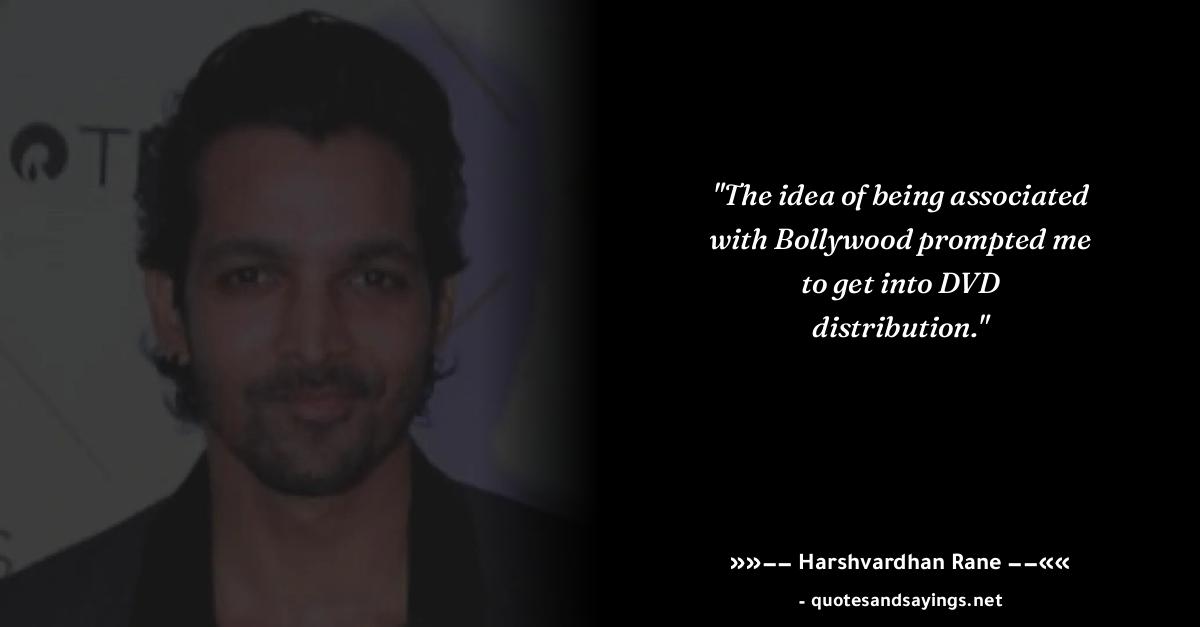 T
S
"The idea of being associated
with Bollywood prompted me
to get into DVD
distribution."
»»–– Harshvardhan Rane ––««
- quotesandsayings.net